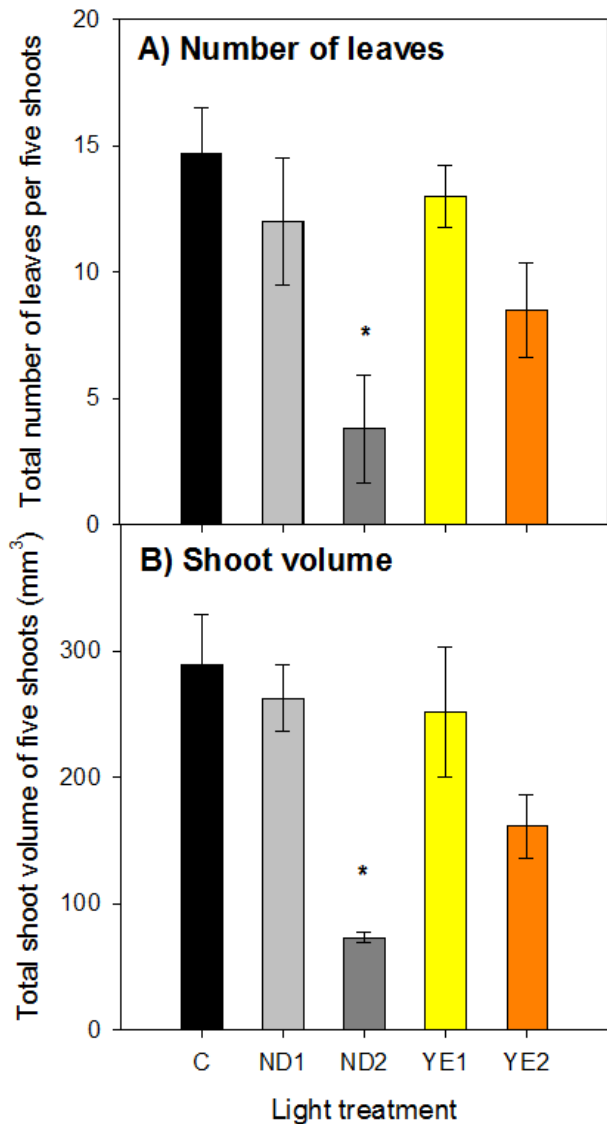 A) Number of leaves
Total number of leaves per five shoots
20
15
10
5
0
*
B) Shoot volume
Total shoot volume of five shoots (mm³)
300
200
100
0
*
C ND1 ND2 YE1 YE2
Light treatment